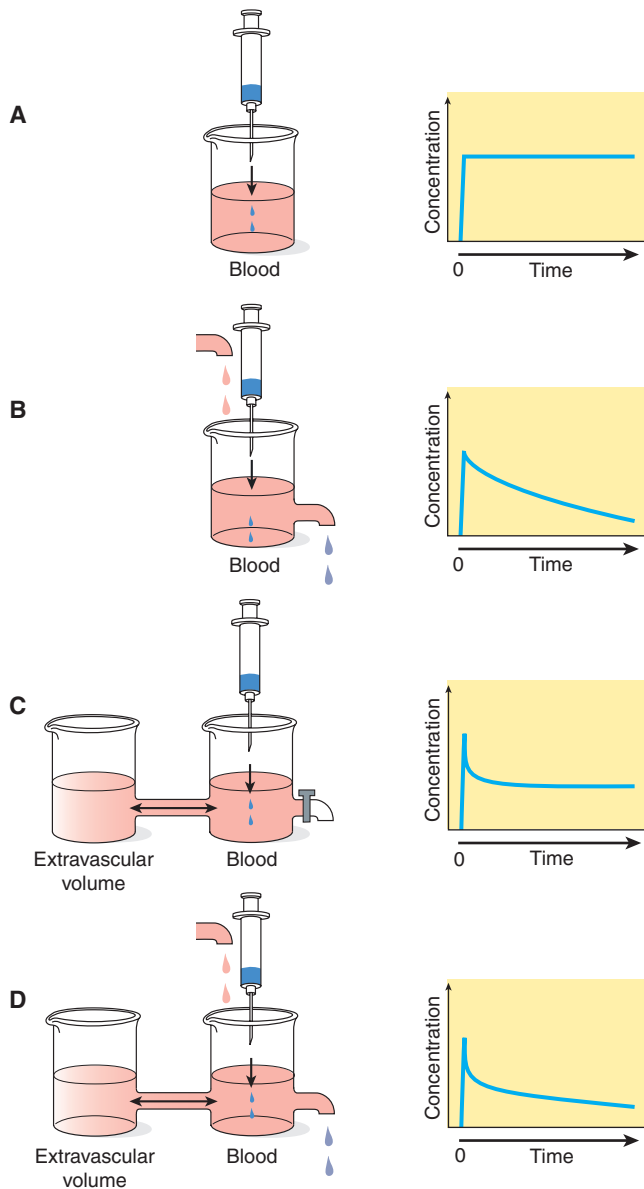 A
Blood
Concentration
0
Time
B
Blood
Concentration
0
Time
C
Extravascular
volume
Blood
Concentration
0
Time
D
Extravascular
volume
Blood
Concentration
0
Time